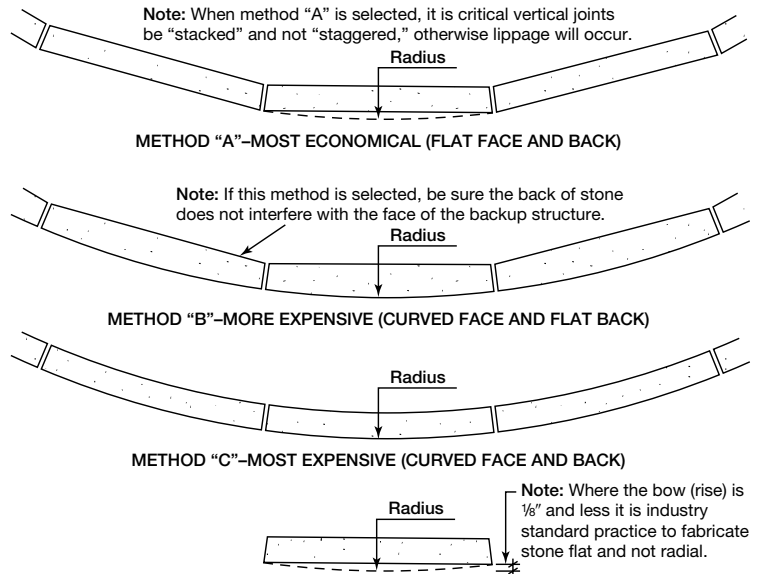 Note: When method “A” is selected, it is critical vertical joints
be “stacked” and not “staggered,” otherwise lippage will occur.
Radius
METHOD “A”–MOST ECONOMICAL (FLAT FACE AND BACK)
Note: If this method is selected, be sure the back of stone
does not interfere with the face of the backup structure.
Radius
METHOD “B”–MORE EXPENSIVE (CURVED FACE AND FLAT BACK)
Radius
METHOD “C”–MOST EXPENSIVE (CURVED FACE AND BACK)
Radius
Note: Where the bow (rise) is
⅛″ and less it is industry
standard practice to fabricate
stone flat and not radial.